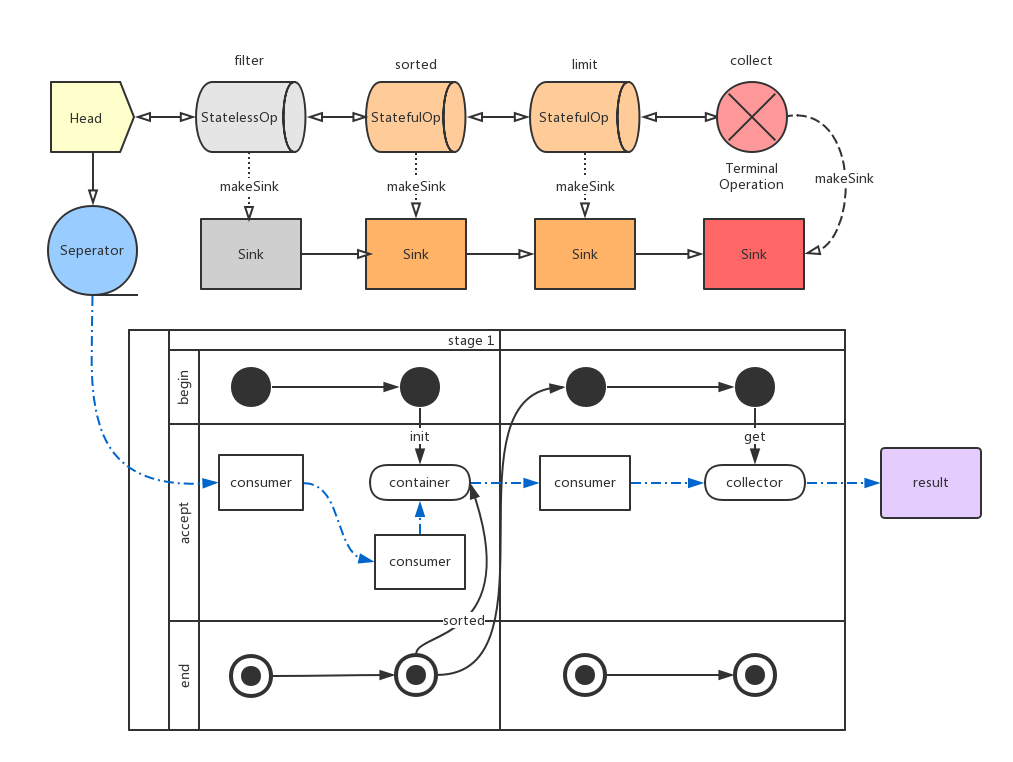 filter
sorted
limit
collect
Head
StatelessOp
StatefulOp
StatefulOp
Terminal
Operation
makeSink
makeSink
makeSink
makeSink
Seperator
Sink
Sink
Sink
Sink
stage 1
begin
init
get
accept
consumer
container
consumer
collector
result
consumer
sorted
end